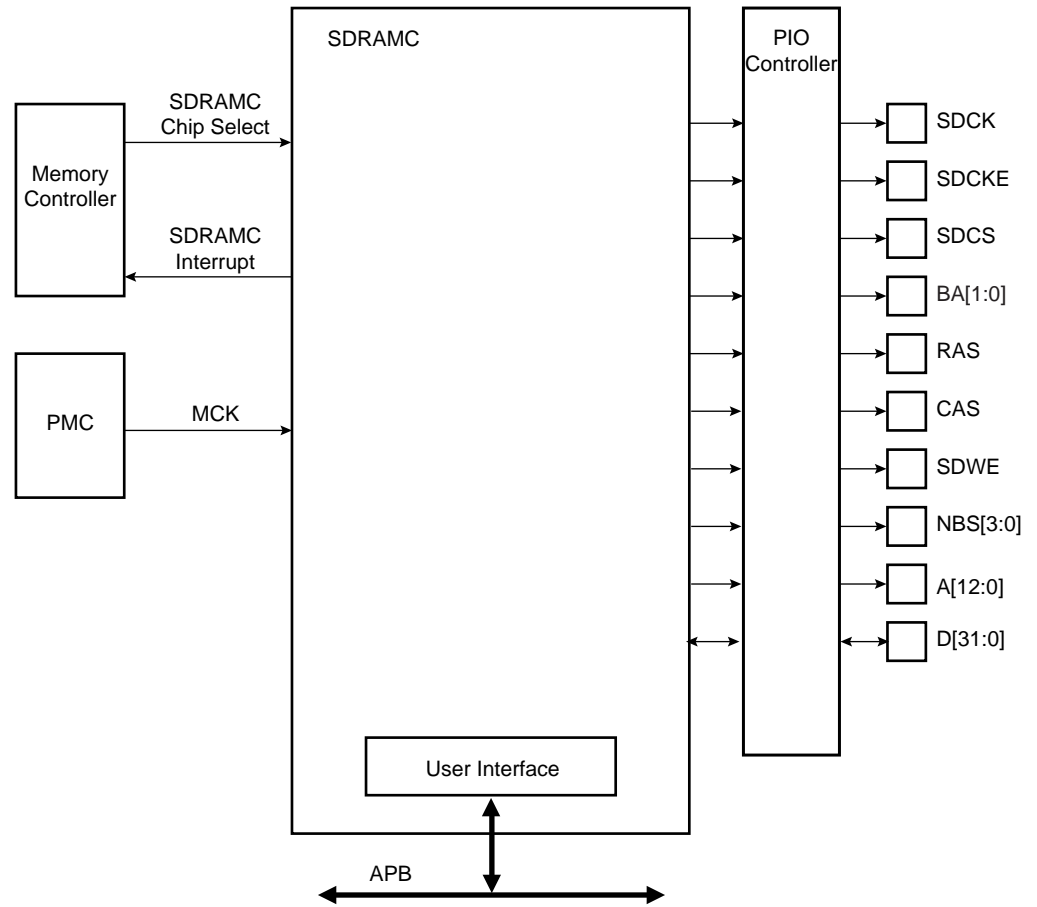 SDRAMC
PIO
Controller
SDRAMC
Chip Select
Memory
Controller
SDRAMC
Interrupt
PMC
MCK
SDCK
SDCKE
SDCS
BA[1:0]
RAS
CAS
SDWE
NBS[3:0]
A[12:0]
D[31:0]
User Interface
APB